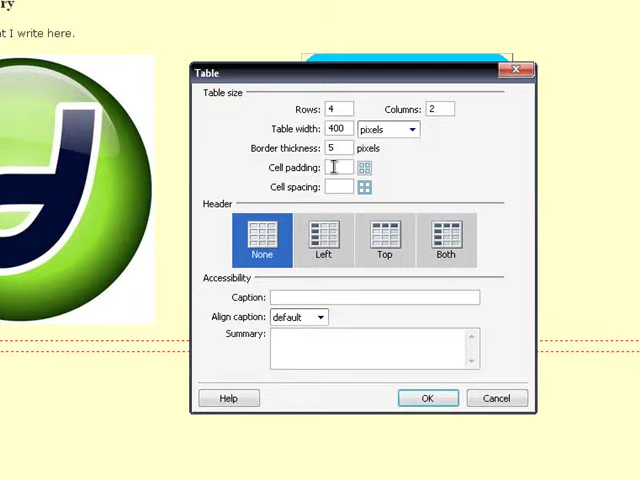 ry
t I write here.
Table
Table size
Rows: 4 Columns: 2
Table width: 400 pixels
Border thickness: 5 pixels
Cell padding:
Cell spacing:
Header
None Left Top Both
Accessibility
Caption:
Align caption: default
Summary:
Help OK Cancel